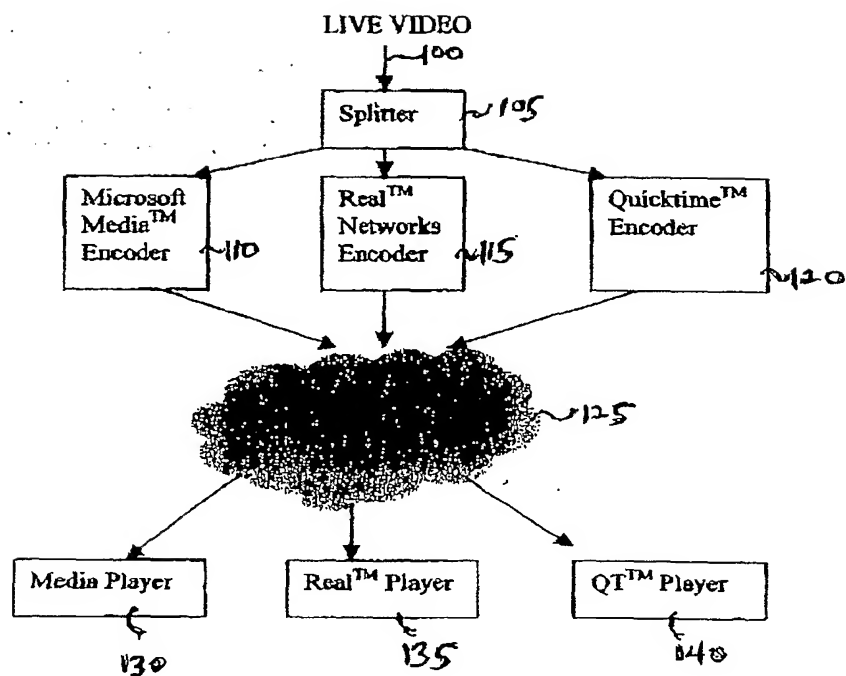 LIVE VIDEO
100
Splitter
105
Microsoft
Media™
Encoder
110
Real™
Networks
Encoder
115
Quicktime™
Encoder
120
125
Media Player
130
Real™ Player
135
QT™ Player
140